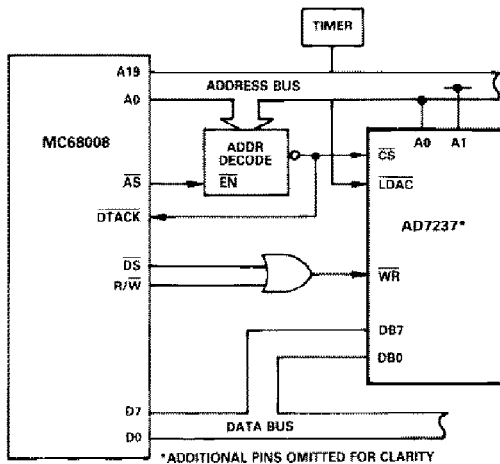 TIMER
A19
ADDRESS BUS
A0
MC68008
ADDR
DECODE
A0 A1
CS
AS
EN
LDAC
DTACK
AD7237*
DS
R/W
WR
DB7
DB0
D7
DATA BUS
D0
*ADDITIONAL PINS OMITTED FOR CLARITY